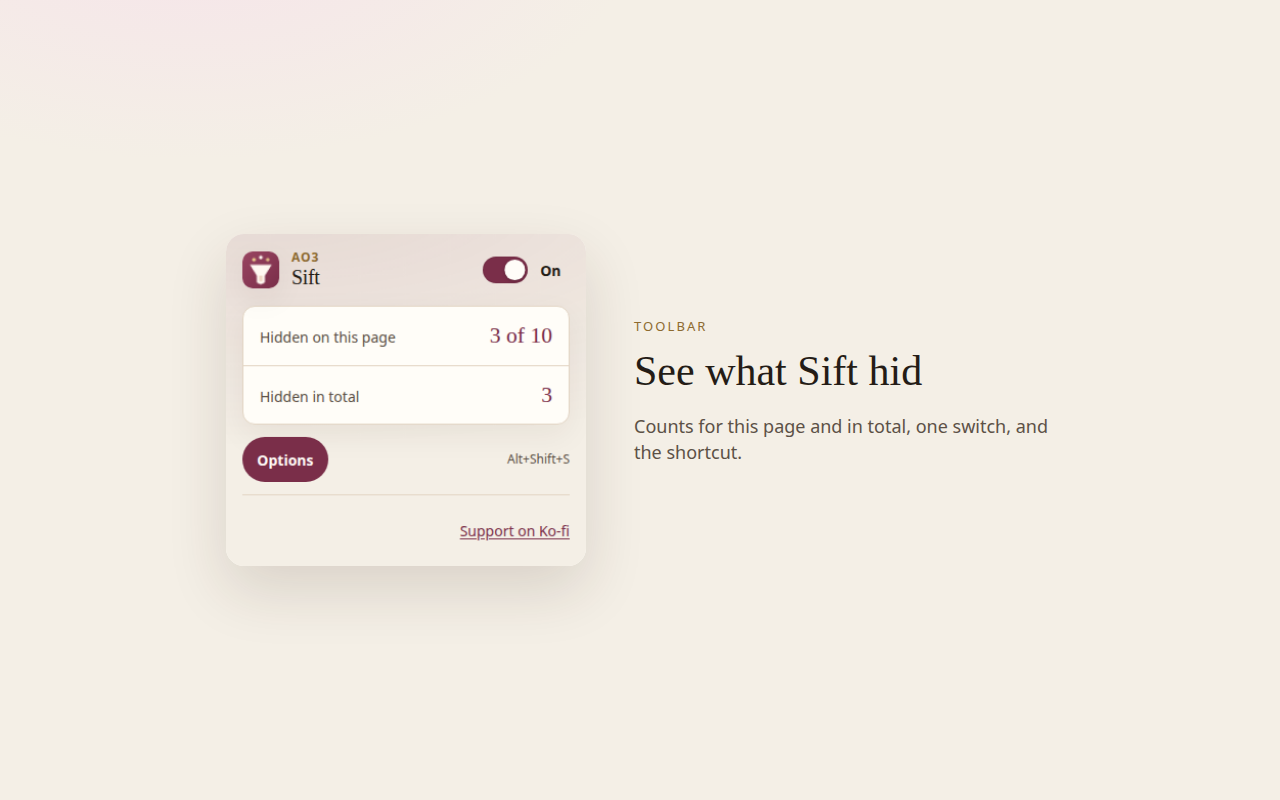 AO3
Sift
On
Hidden on this page
3 of 10
Hidden in total
3
Options
Alt+Shift+S
Support on Ko-fi
TOOLBAR
See what Sift hid
Counts for this page and in total, one switch, and
the shortcut.